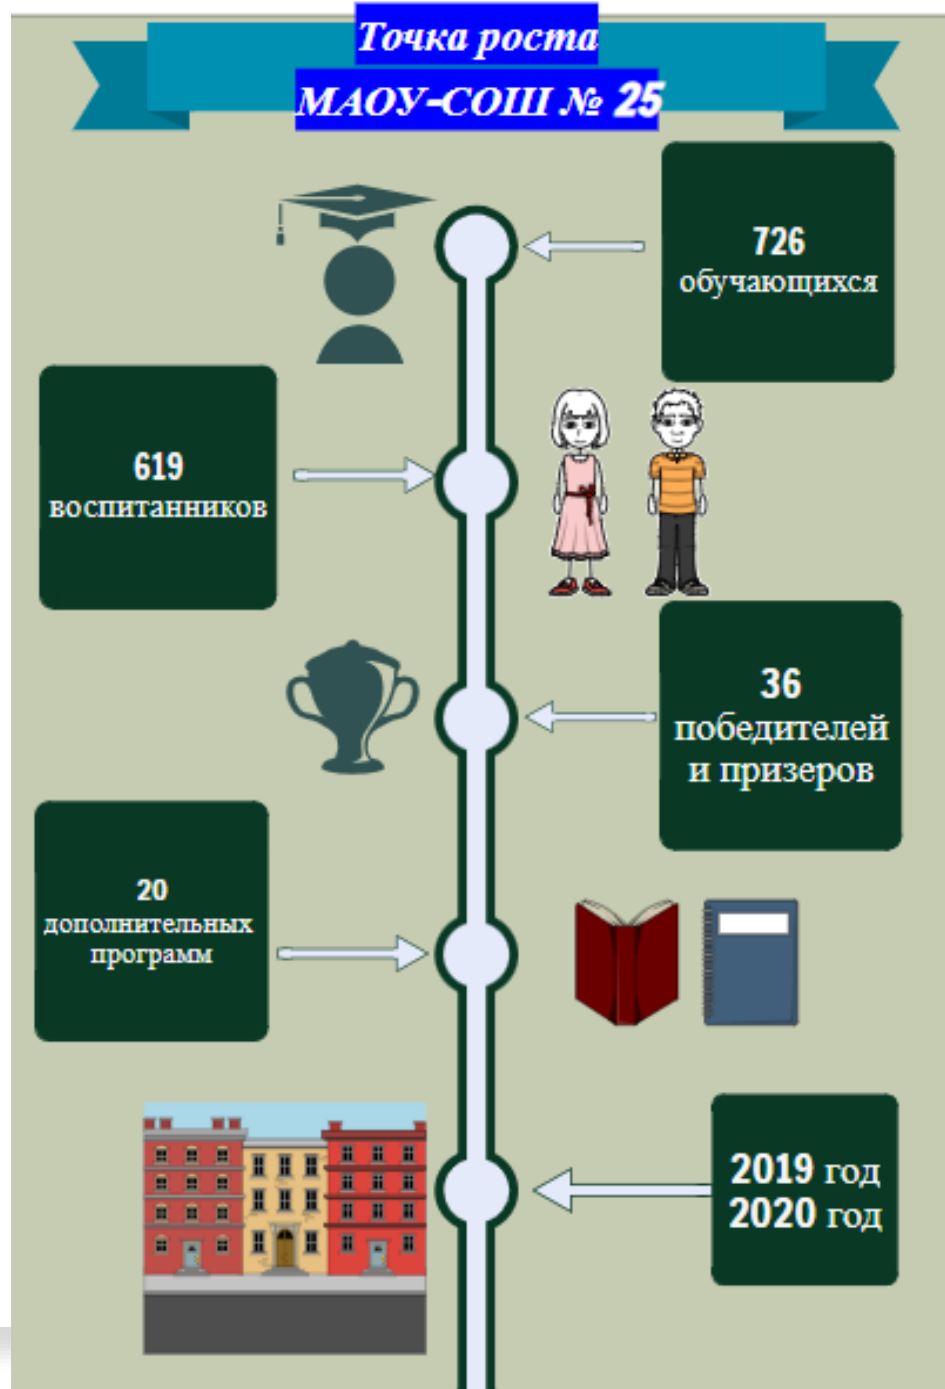 Точка роста
МАОУ-СОШ № 25
726
обучающихся
619
воспитанников
36
победителей
и призеров
20
дополнительных
программ
2019 год
2020 год